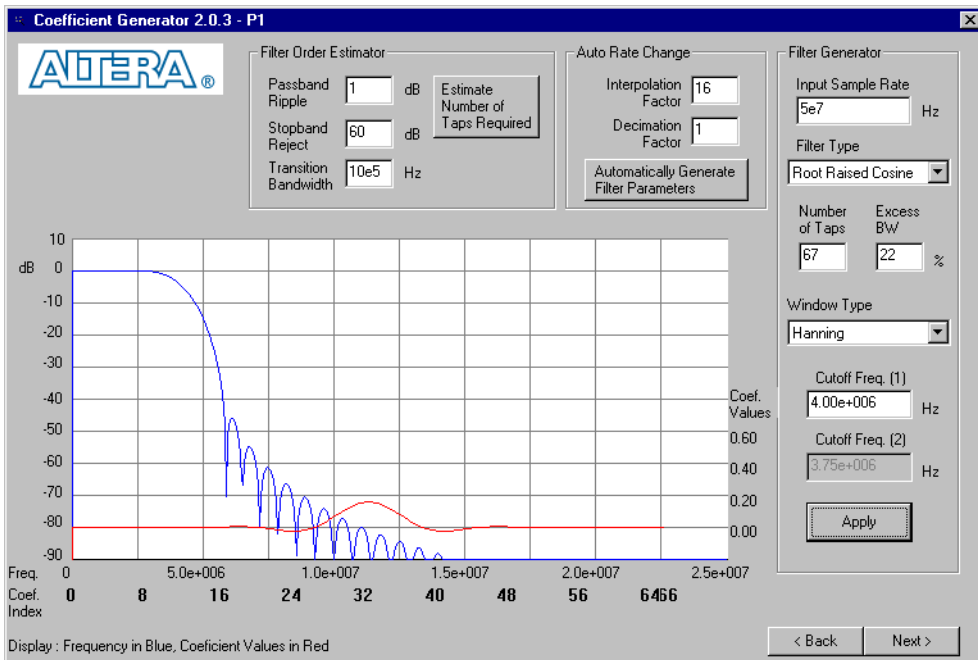 Coefficient Generator 2.0.3 - P1
ALTERA ®
Filter Order Estimator
Passband Ripple 1 dB
Stopband Reject 60 dB
Transition Bandwidth 10e5 Hz
Estimate Number of Taps Required
Auto Rate Change
Interpolation Factor 16
Decimation Factor 1
Automatically Generate Filter Parameters
Filter Generator
Input Sample Rate
5e7 Hz
Filter Type
Root Raised Cosine
Number of Taps
67
Excess BW
22 %
Window Type
Hanning
Cutoff Freq. (1)
4.00e+006 Hz
Cutoff Freq. (2)
3.75e+006 Hz
Apply
dB
10
0
-10
-20
-30
-40
-50
-60
-70
-80
-90
Coef. Values
0.60
0.40
0.20
0.00
Freq. 0 5.0e+006 1.0e+007 1.5e+007 2.0e+007 2.5e+007
Coef. Index 0 8 16 24 32 40 48 56 6466
Display : Frequency in Blue, Coeficient Values in Red
< Back
Next >